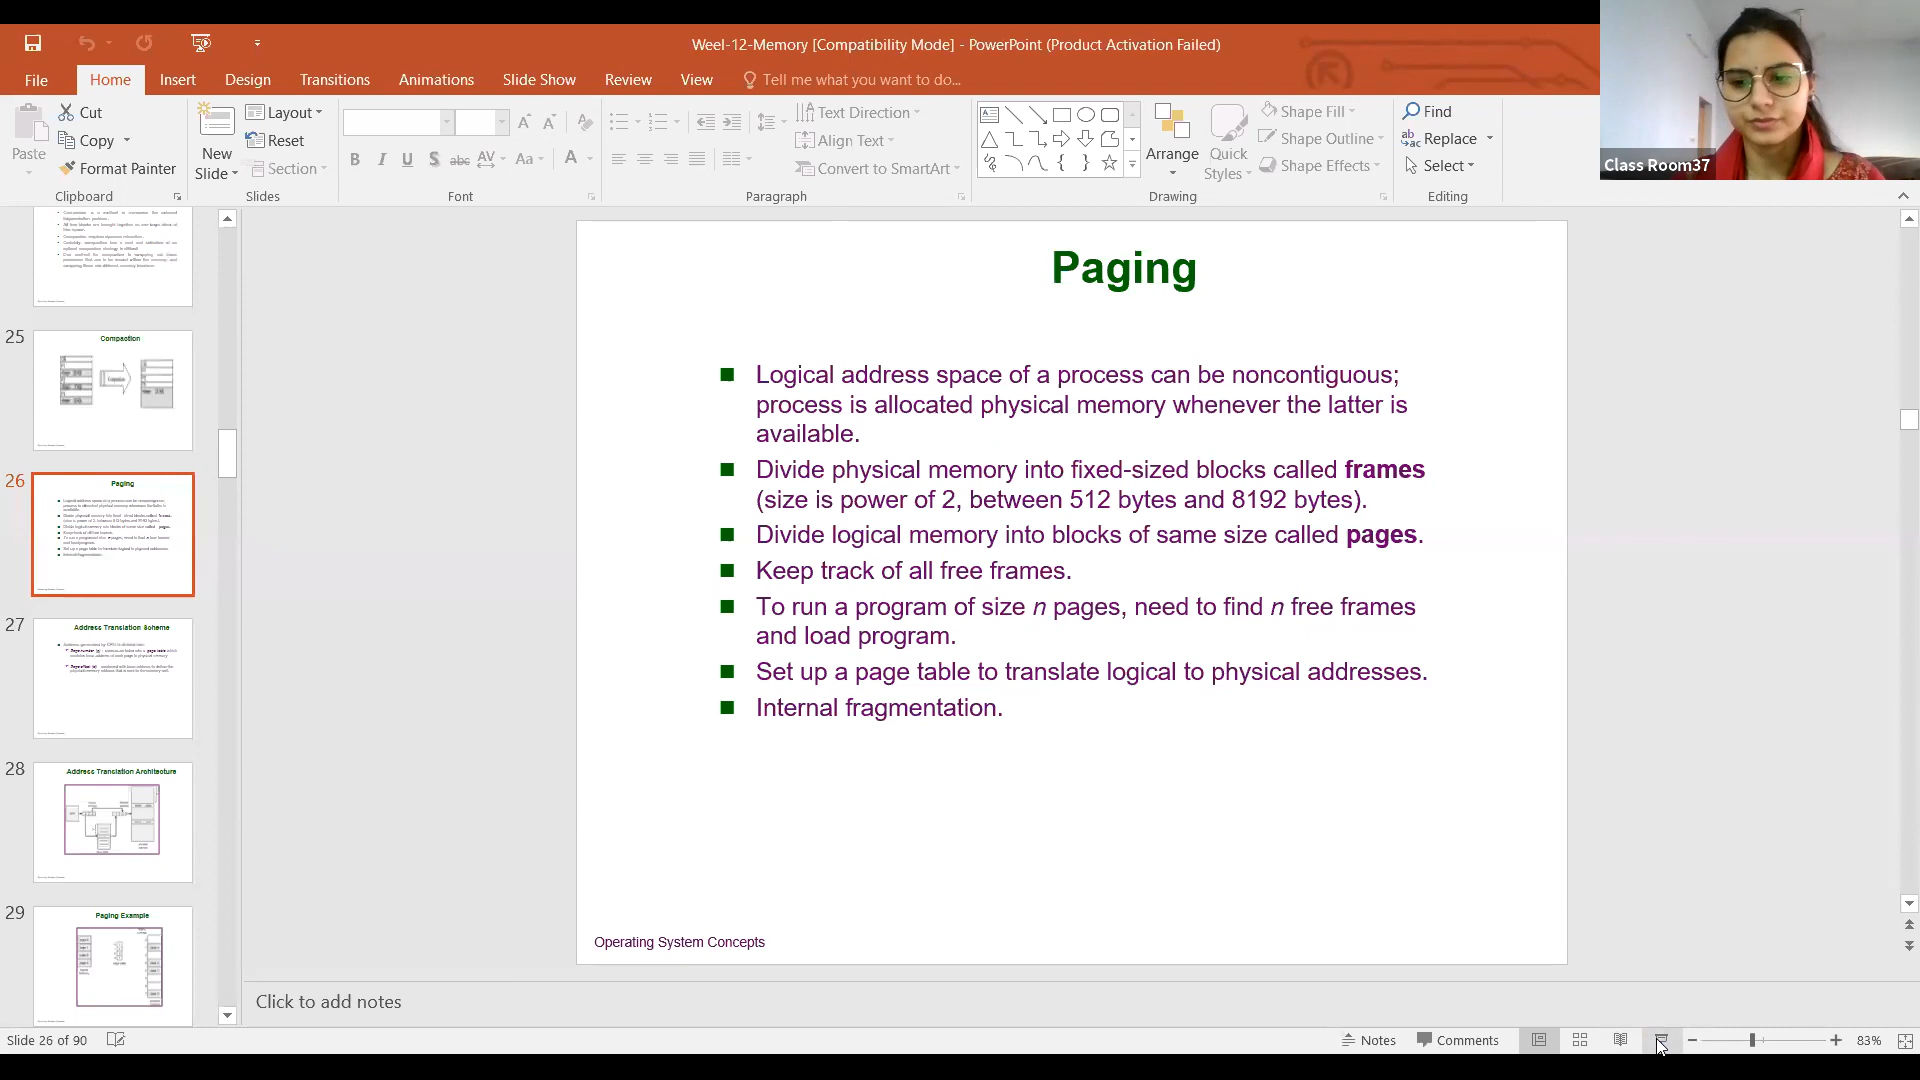 Weel-12-Memory [Compatibility Mode] - PowerPoint (Product Activation Failed)
File Home Insert Design Transitions Animations Slide Show Review View Tell me what you want to do...
Paste
Cut
Copy
Format Painter
Clipboard
New Slide
Layout
Reset
Section
Slides
Font
Text Direction
Align Text
Convert to SmartArt
Paragraph
Arrange
Quick Styles
Shape Fill
Shape Outline
Shape Effects
Drawing
Find
Replace
Select
Editing
Class Room37
25
Compaction
26
Paging
27
Address Translation Scheme
28
Address Translation Architecture
29
Paging Example
Paging
Logical address space of a process can be noncontiguous;
process is allocated physical memory whenever the latter is
available.
Divide physical memory into fixed-sized blocks called frames
(size is power of 2, between 512 bytes and 8192 bytes).
Divide logical memory into blocks of same size called pages.
Keep track of all free frames.
To run a program of size n pages, need to find n free frames
and load program.
Set up a page table to translate logical to physical addresses.
Internal fragmentation.
Operating System Concepts
Click to add notes
Slide 26 of 90
Notes Comments 83%